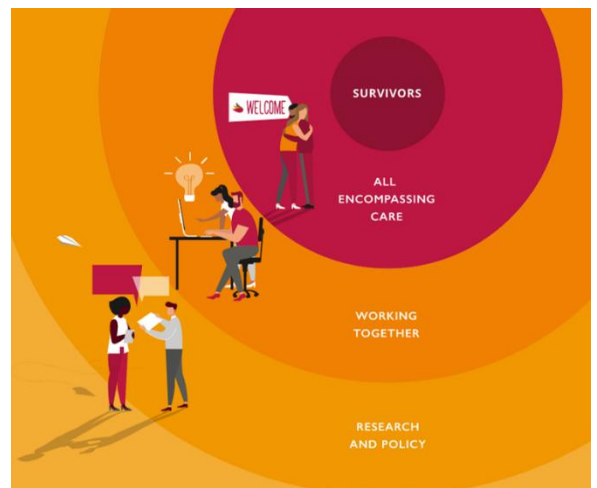 SURVIVORS
WELCOME
ALL
ENCOMPASSING
CARE
WORKING
TOGETHER
RESEARCH
AND POLICY